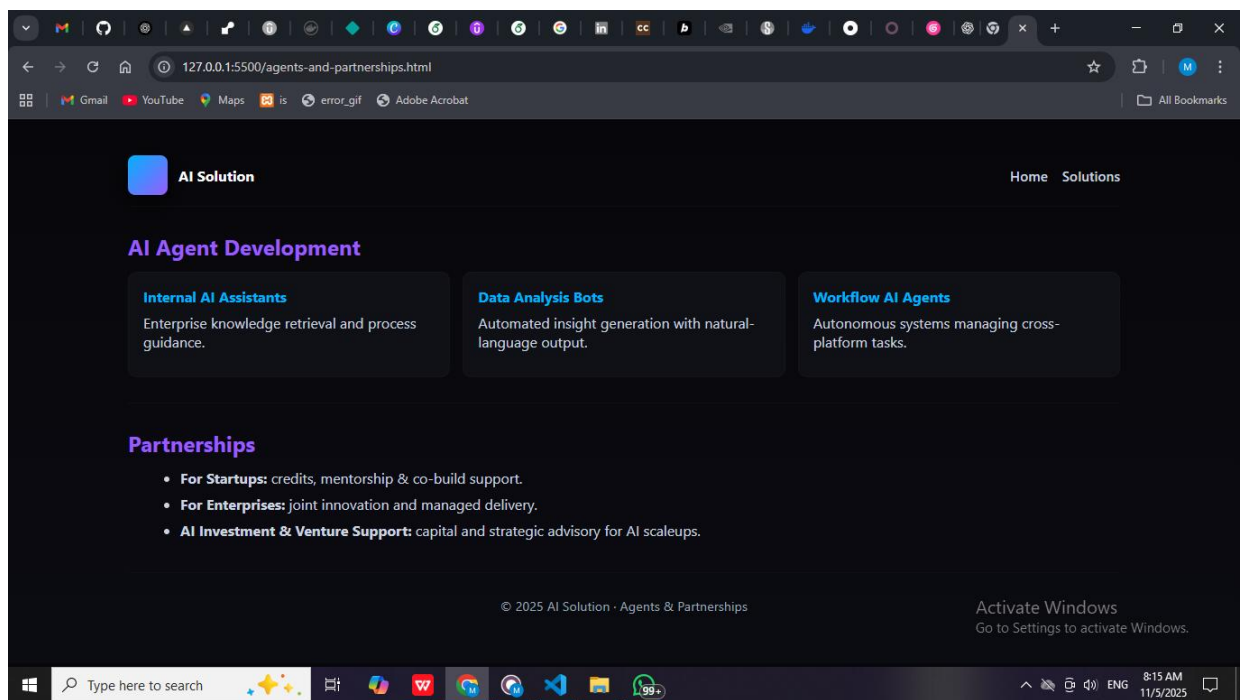 127.0.0.1:5500/agents-and-partnerships.html
M
Gmail
YouTube
Maps
is
error_gif
Adobe Acrobat
All Bookmarks
AI Solution
Home
Solutions
AI Agent Development
Internal AI Assistants
Enterprise knowledge retrieval and process
guidance.
Data Analysis Bots
Automated insight generation with natural-
language output.
Workflow AI Agents
Autonomous systems managing cross-
platform tasks.
Partnerships
For Startups: credits, mentorship & co-build support.
For Enterprises: joint innovation and managed delivery.
AI Investment & Venture Support: capital and strategic advisory for AI scaleups.
© 2025 AI Solution · Agents & Partnerships
Activate Windows
Go to Settings to activate Windows.
Type here to search
99+
ENG
8:15 AM
11/5/2025